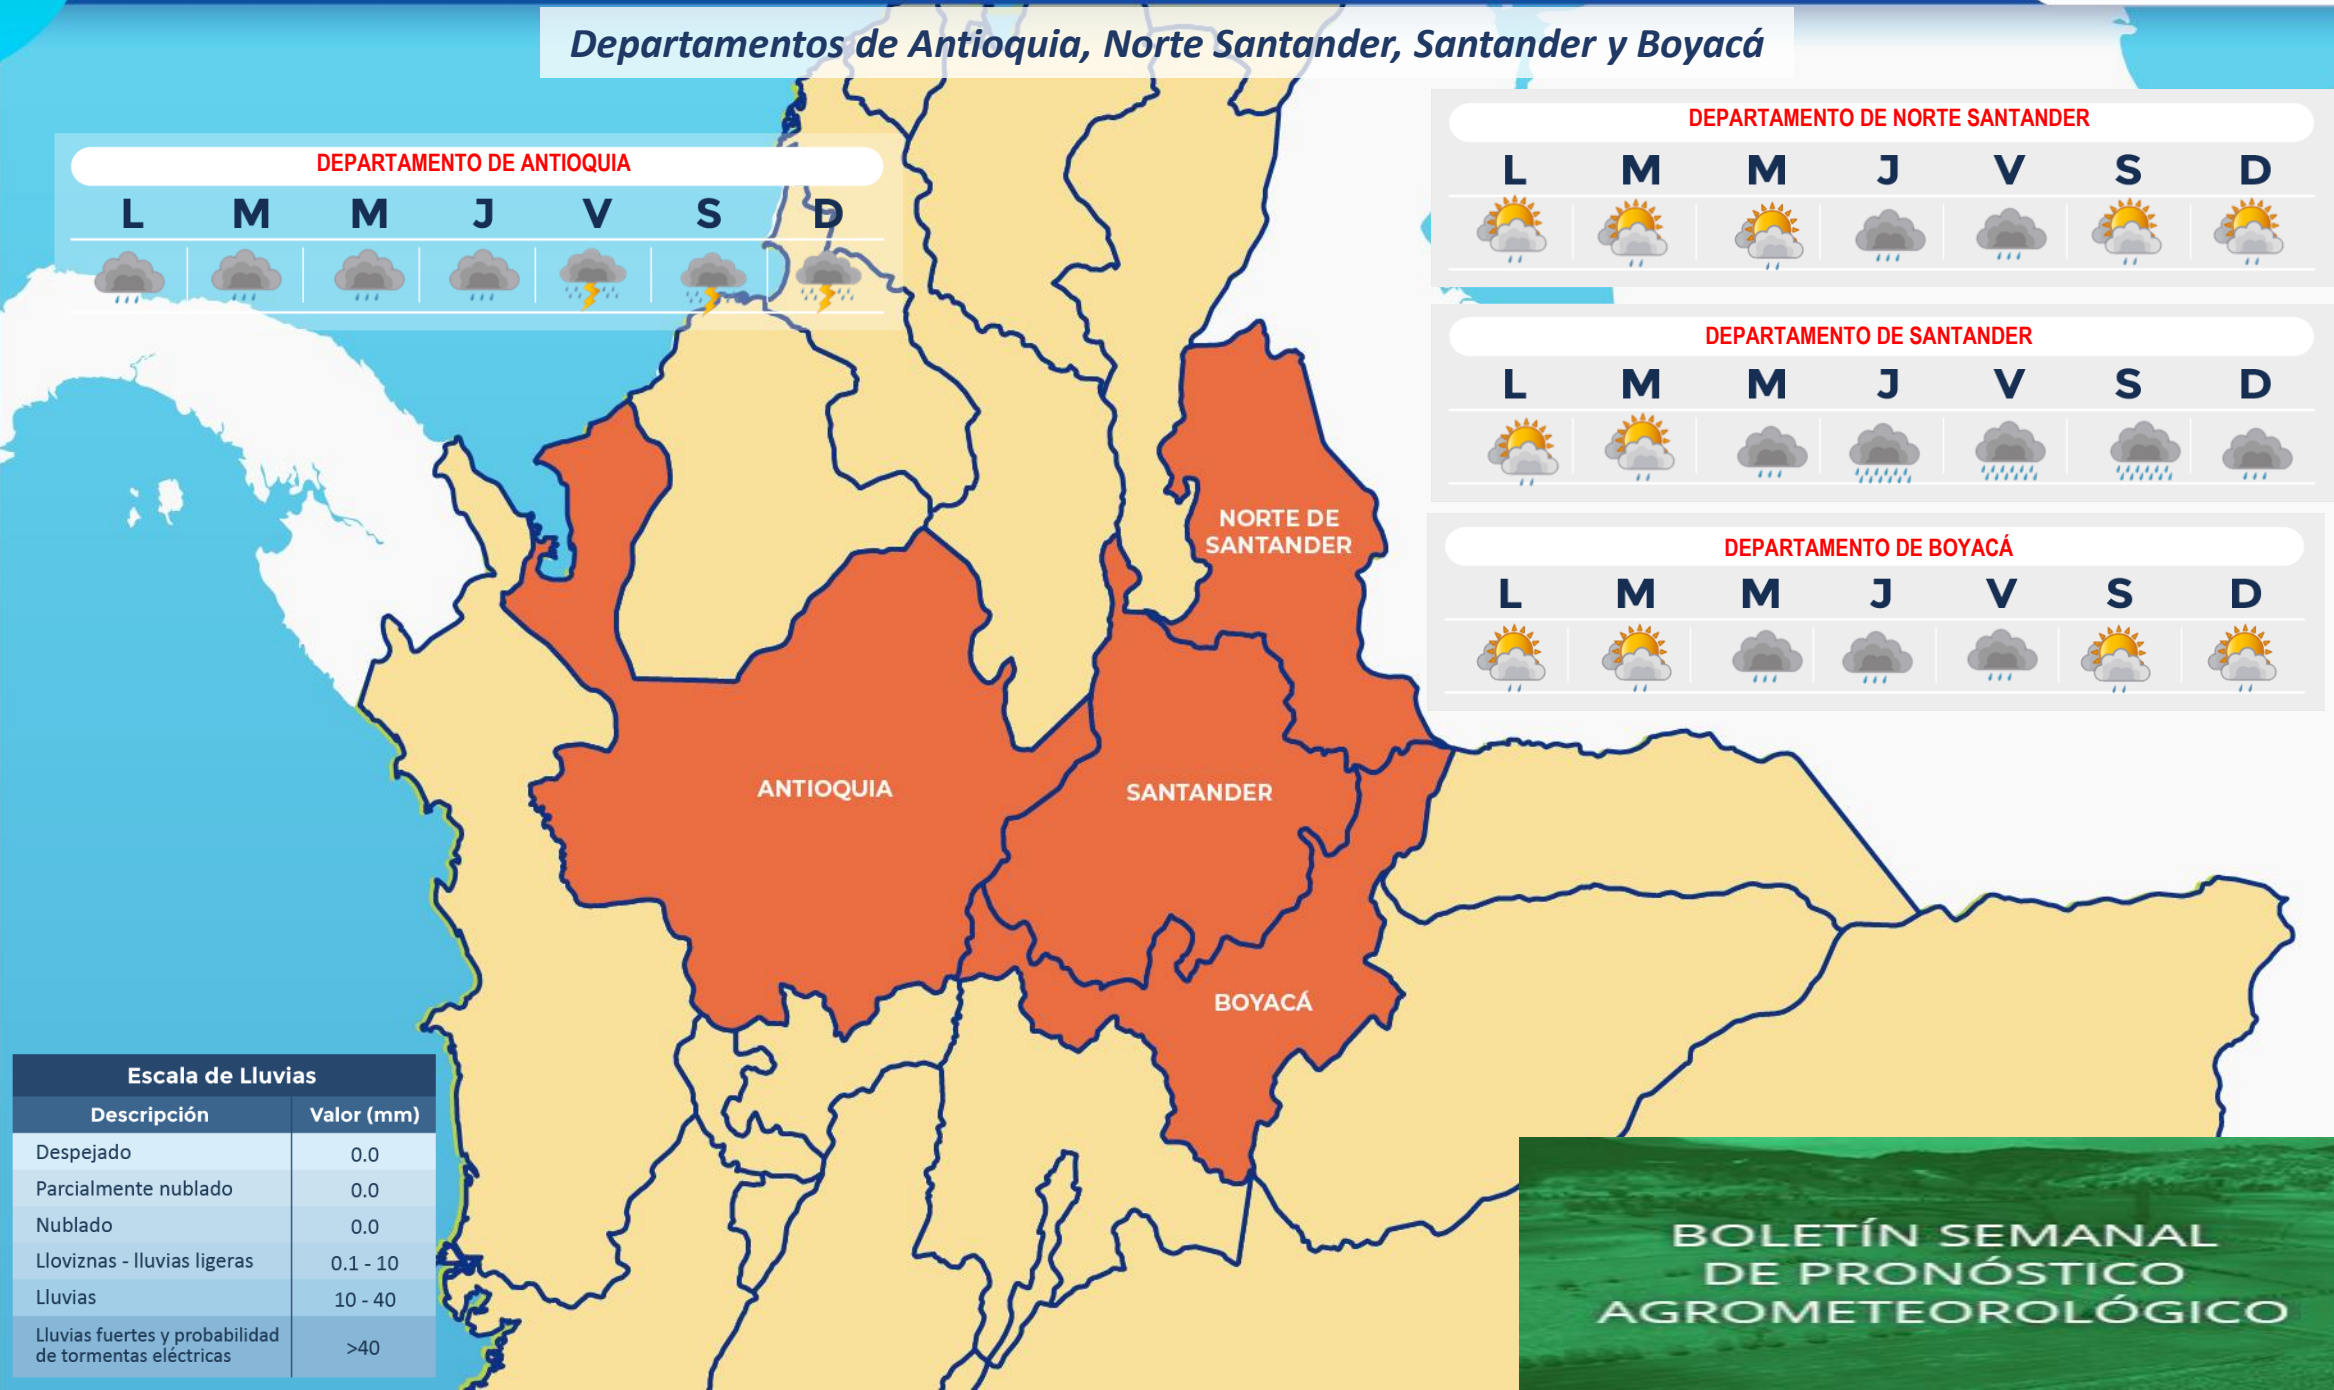 Departamentos de Antioquia, Norte Santander, Santander y Boyacá
DEPARTAMENTO DE ANTIOQUIA
L M M J V S D
DEPARTAMENTO DE NORTE SANTANDER
L M M J V S D
DEPARTAMENTO DE SANTANDER
L M M J V S D
DEPARTAMENTO DE BOYACÁ
L M M J V S D
NORTE DE
SANTANDER
ANTIOQUIA
SANTANDER
BOYACÁ
Escala de Lluvias
Descripción Valor (mm)
Despejado 0.0
Parcialmente nublado 0.0
Nublado 0.0
Lloviznas - lluvias ligeras 0.1 - 10
Lluvias 10 - 40
Lluvias fuertes y probabilidad
de tormentas eléctricas >40
BOLETÍN SEMANAL
DE PRONÓSTICO
AGROMETEOROLÓGICO